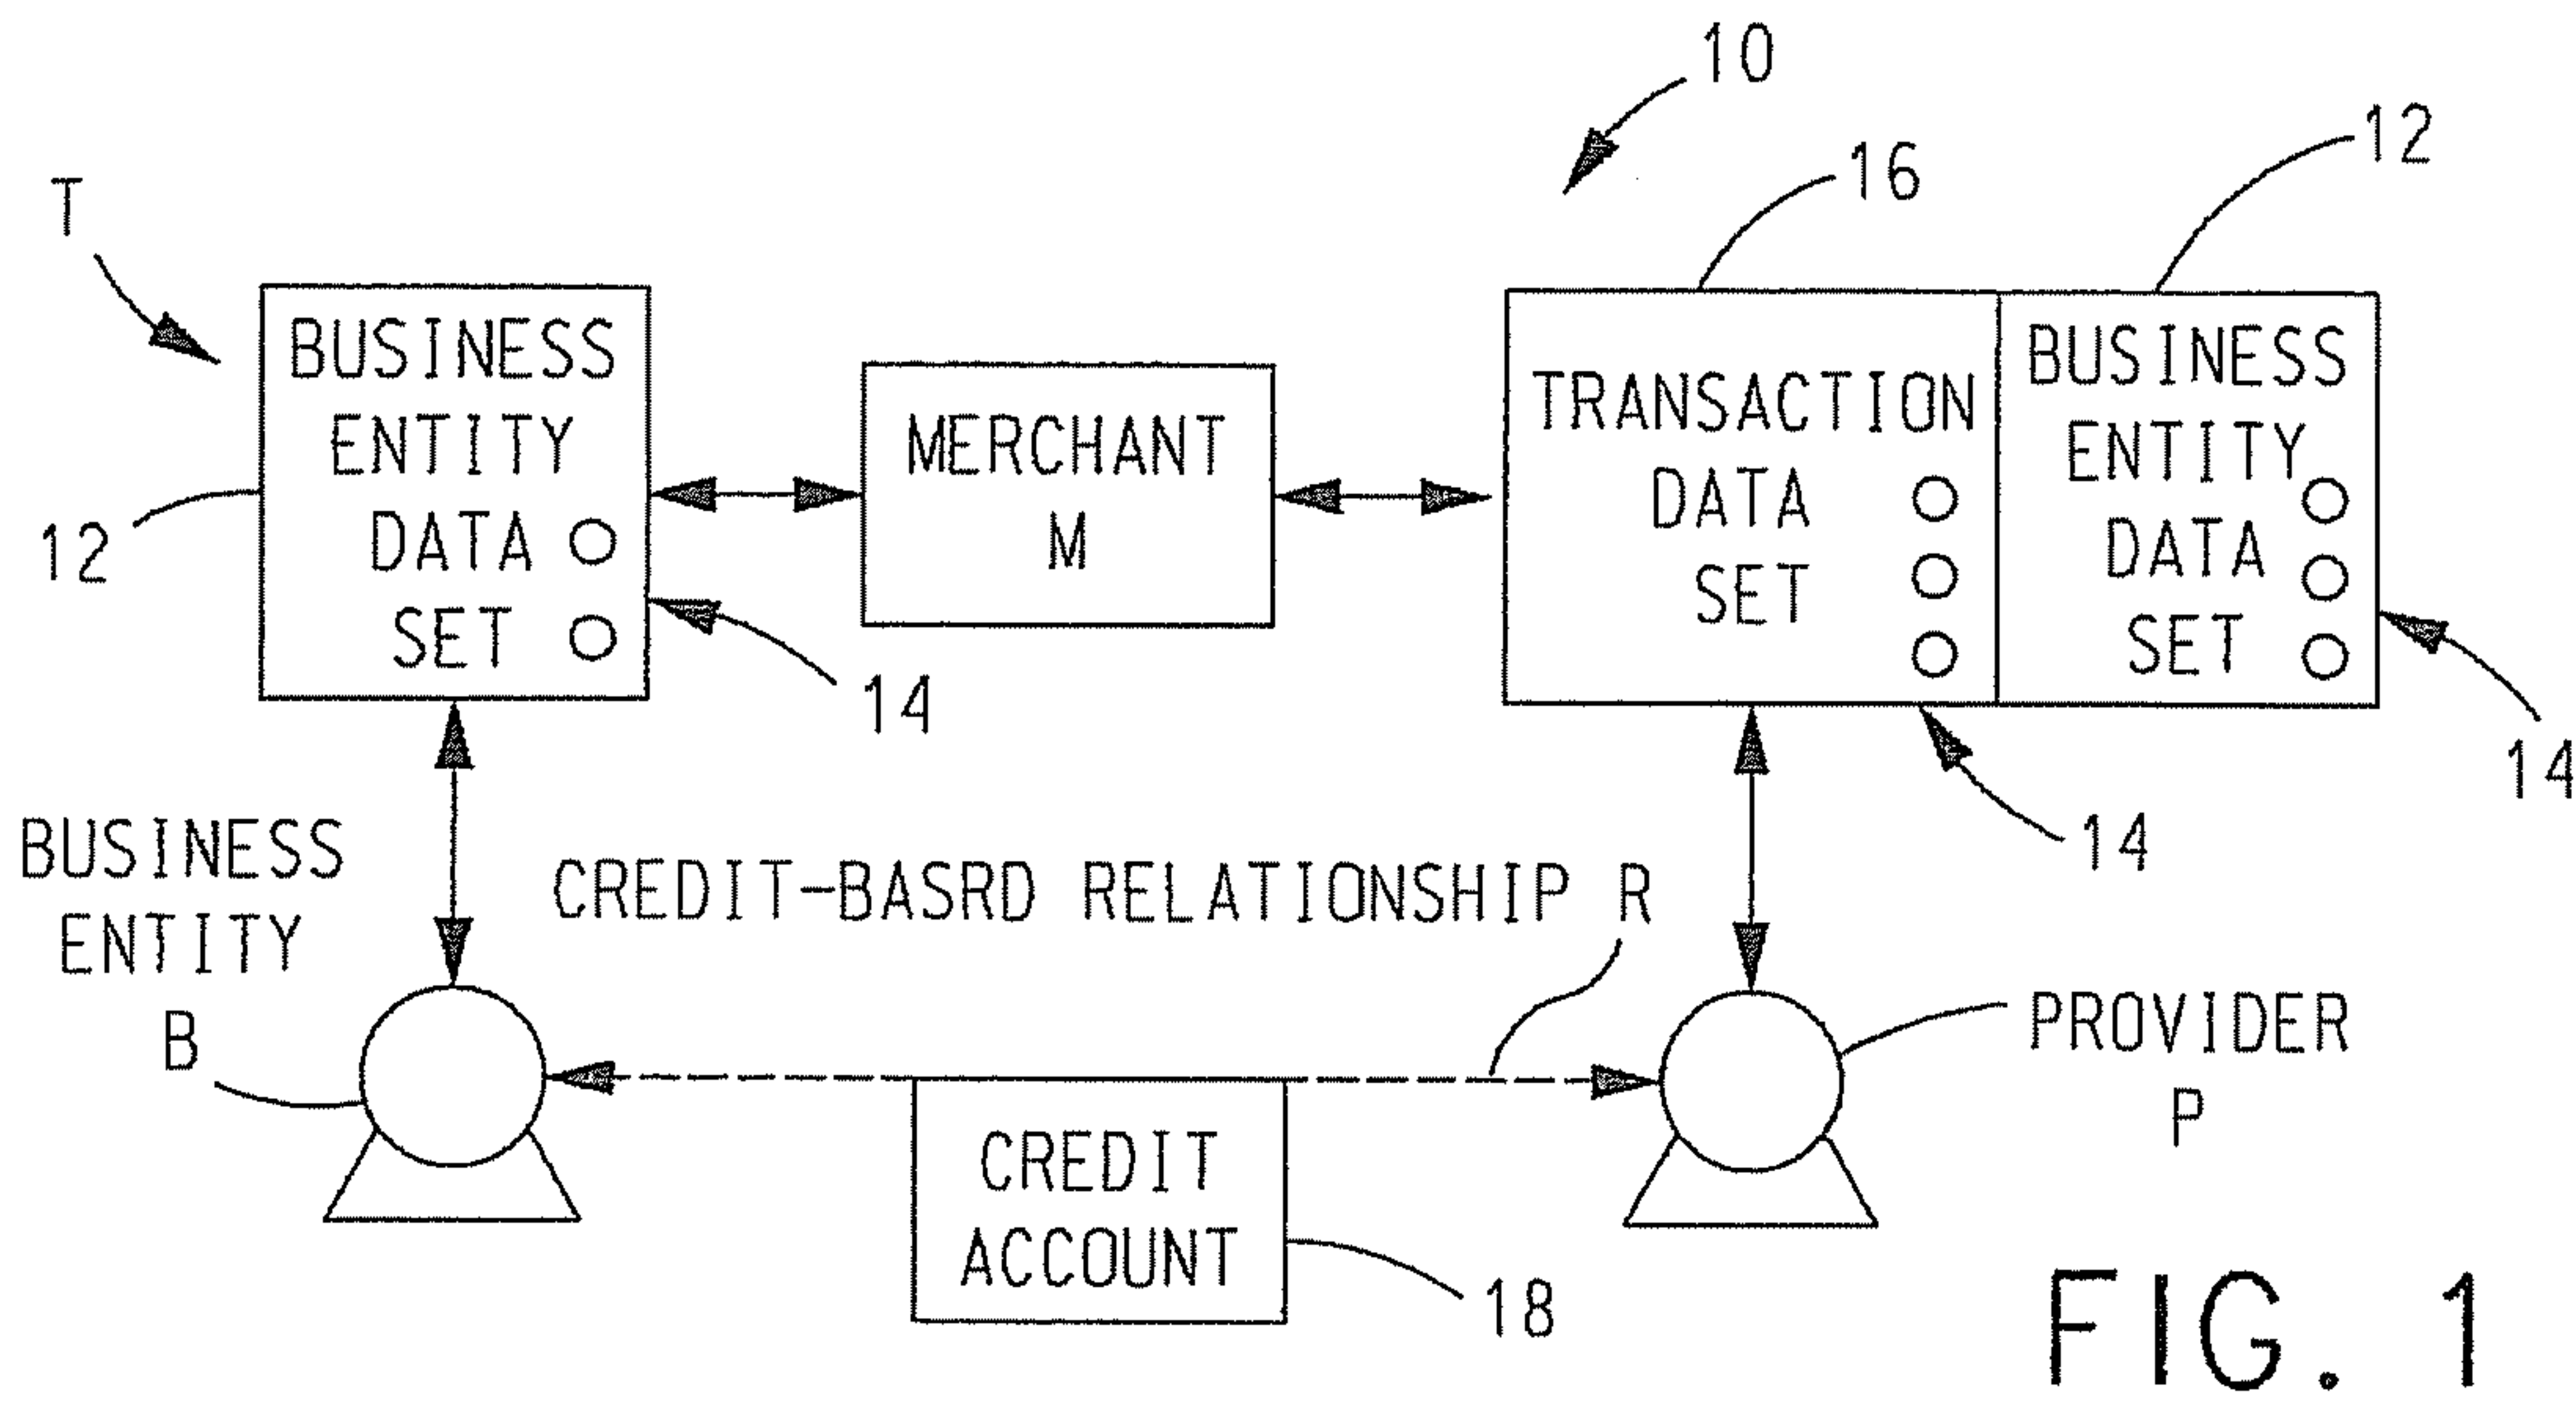 10
12
16
T
BUSINESS
ENTITY
DATA
SET
12
14
MERCHANT
M
TRANSACTION
DATA
SET
BUSINESS
ENTITY
DATA
SET
14
14
BUSINESS
ENTITY
B
CREDIT-BASRD RELATIONSHIP R
PROVIDER
P
CREDIT
ACCOUNT
18
FIG. 1